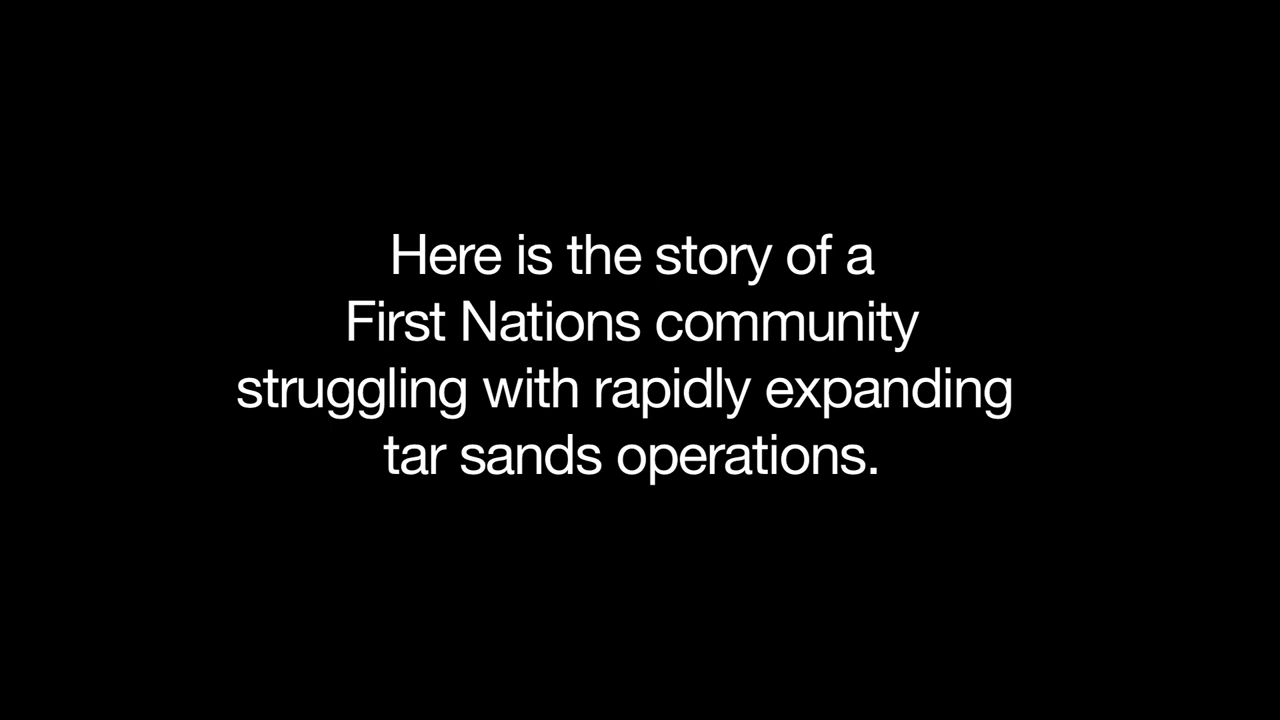 Here is the story of a
First Nations community
struggling with rapidly expanding
tar sands operations.